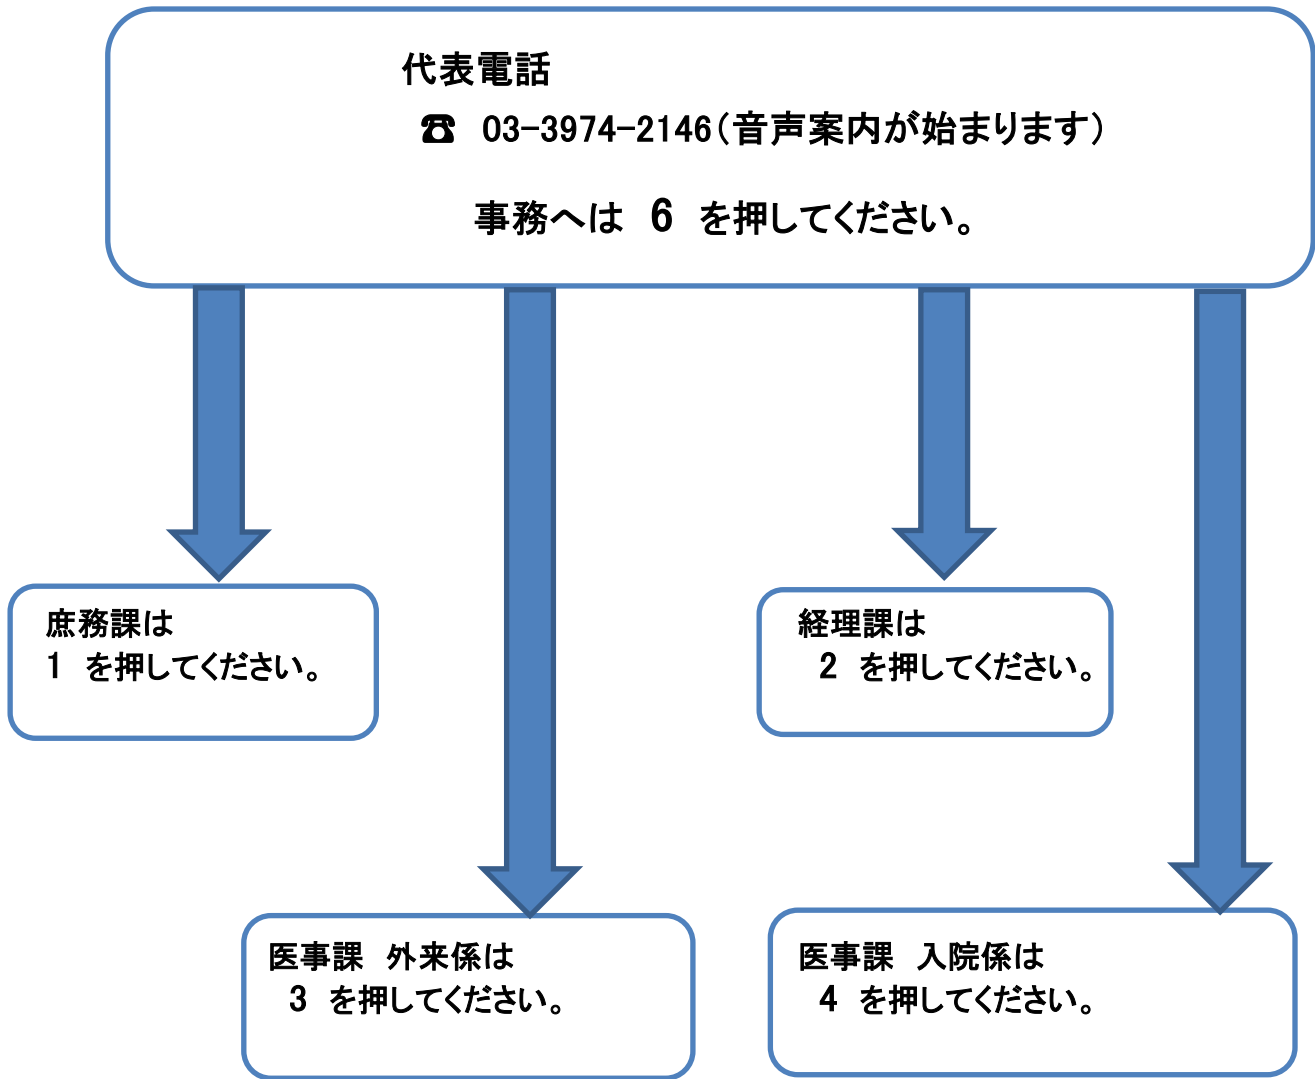 代表電話
☎ 03-3974-2146(音声案内が始まります)
事務へは 6 を押してください。
庶務課は
1 を押してください。
経理課は
2 を押してください。
医事課 外来係は
3 を押してください。
医事課 入院係は
4 を押してください。